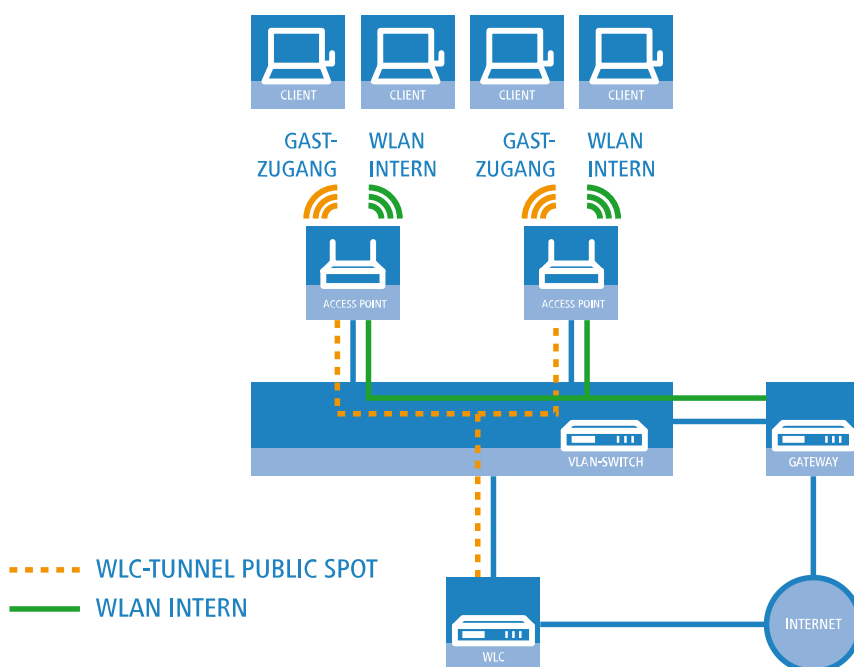 CLIENT
CLIENT
CLIENT
CLIENT
GAST-
ZUGANG
WLAN
INTERN
GAST-
ZUGANG
WLAN
INTERN
ACCESS POINT
ACCESS POINT
VLAN-SWITCH
GATEWAY
WLC-TUNNEL PUBLIC SPOT
WLAN INTERN
WLC
INTERNET